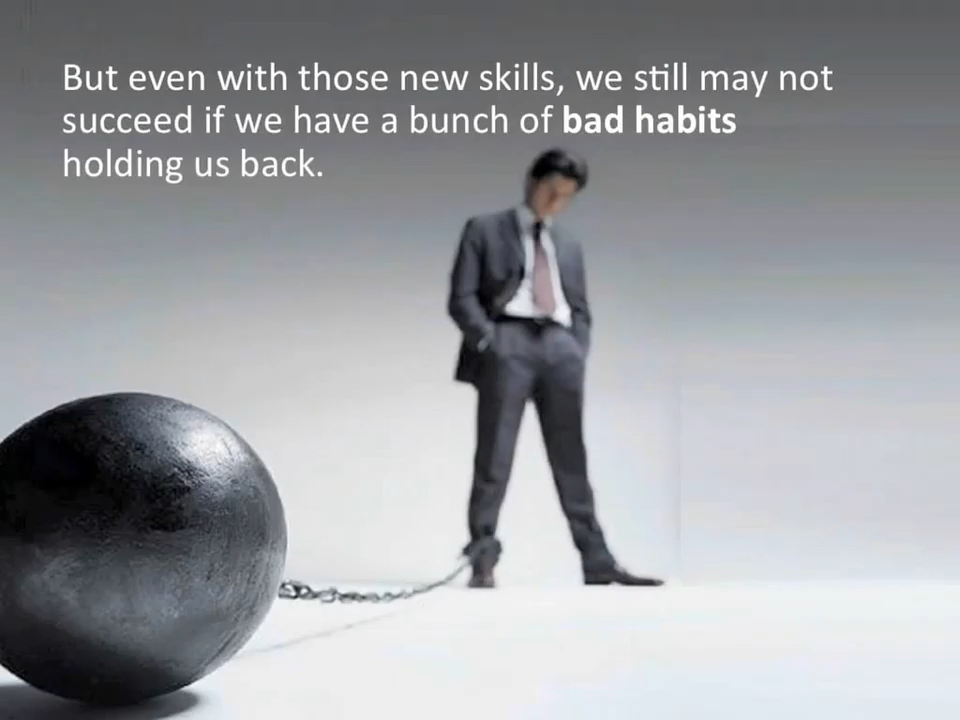 But even with those new skills, we still may not
succeed if we have a bunch of bad habits
holding us back.